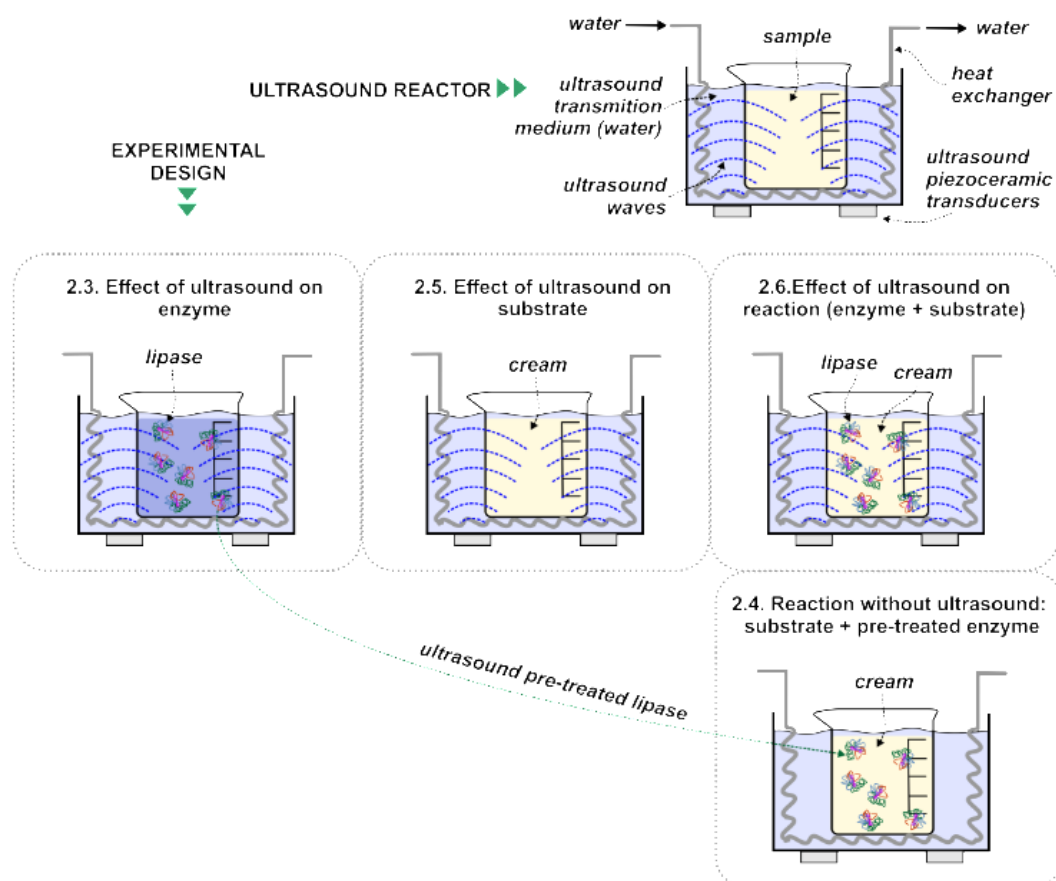 water
water
sample
ULTRASOUND REACTOR
ultrasound
transmition
medium (water)
heat
exchanger
EXPERIMENTAL
DESIGN
ultrasound
waves
ultrasound
piezoceramic
transducers
2.3. Effect of ultrasound on
enzyme
lipase
2.5. Effect of ultrasound on
substrate
cream
2.6.Effect of ultrasound on
reaction (enzyme + substrate)
lipase
cream
2.4. Reaction without ultrasound:
substrate + pre-treated enzyme
ultrasound pre-treated lipase
cream